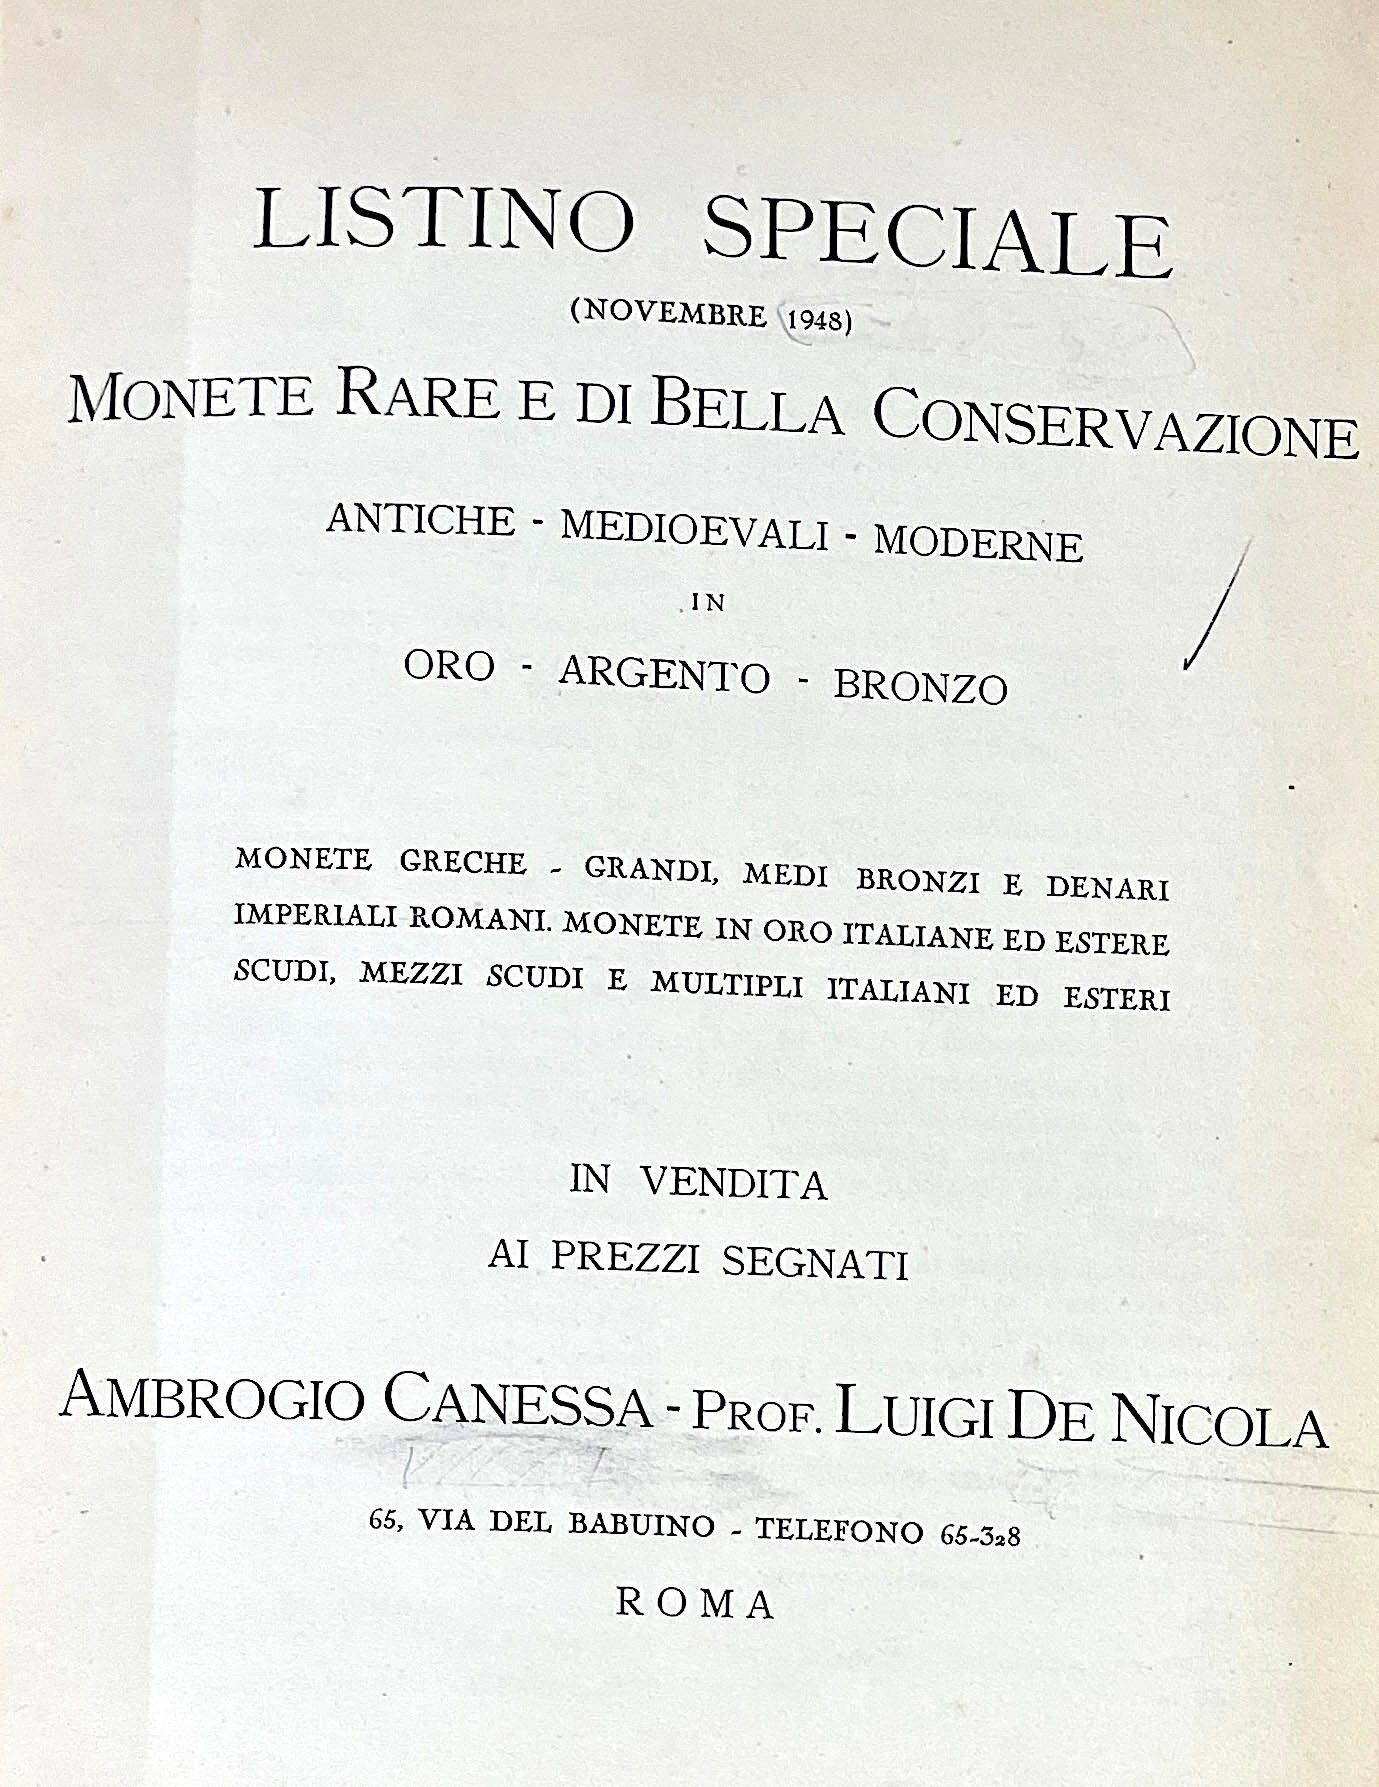 LISTINO SPECIALE
(NOVEMBRE 1948)
MONETE RARE E DI BELLA CONSERVAZIONE
ANTICHE - MEDIOEVALI - MODERNE
IN
ORO - ARGENTO - BRONZO
MONETE GRECHE - GRANDI, MEDI BRONZI E DENARI
IMPERIALI ROMANI. MONETE IN ORO ITALIANE ED ESTERE
SCUDI, MEZZI SCUDI E MULTIPLI ITALIANI ED ESTERI
IN VENDITA
AI PREZZI SEGNATI
AMBROGIO CANESSA - PROF. LUIGI DE NICOLA
65, VIA DEL BABUINO - TELEFONO 65-328
ROMA